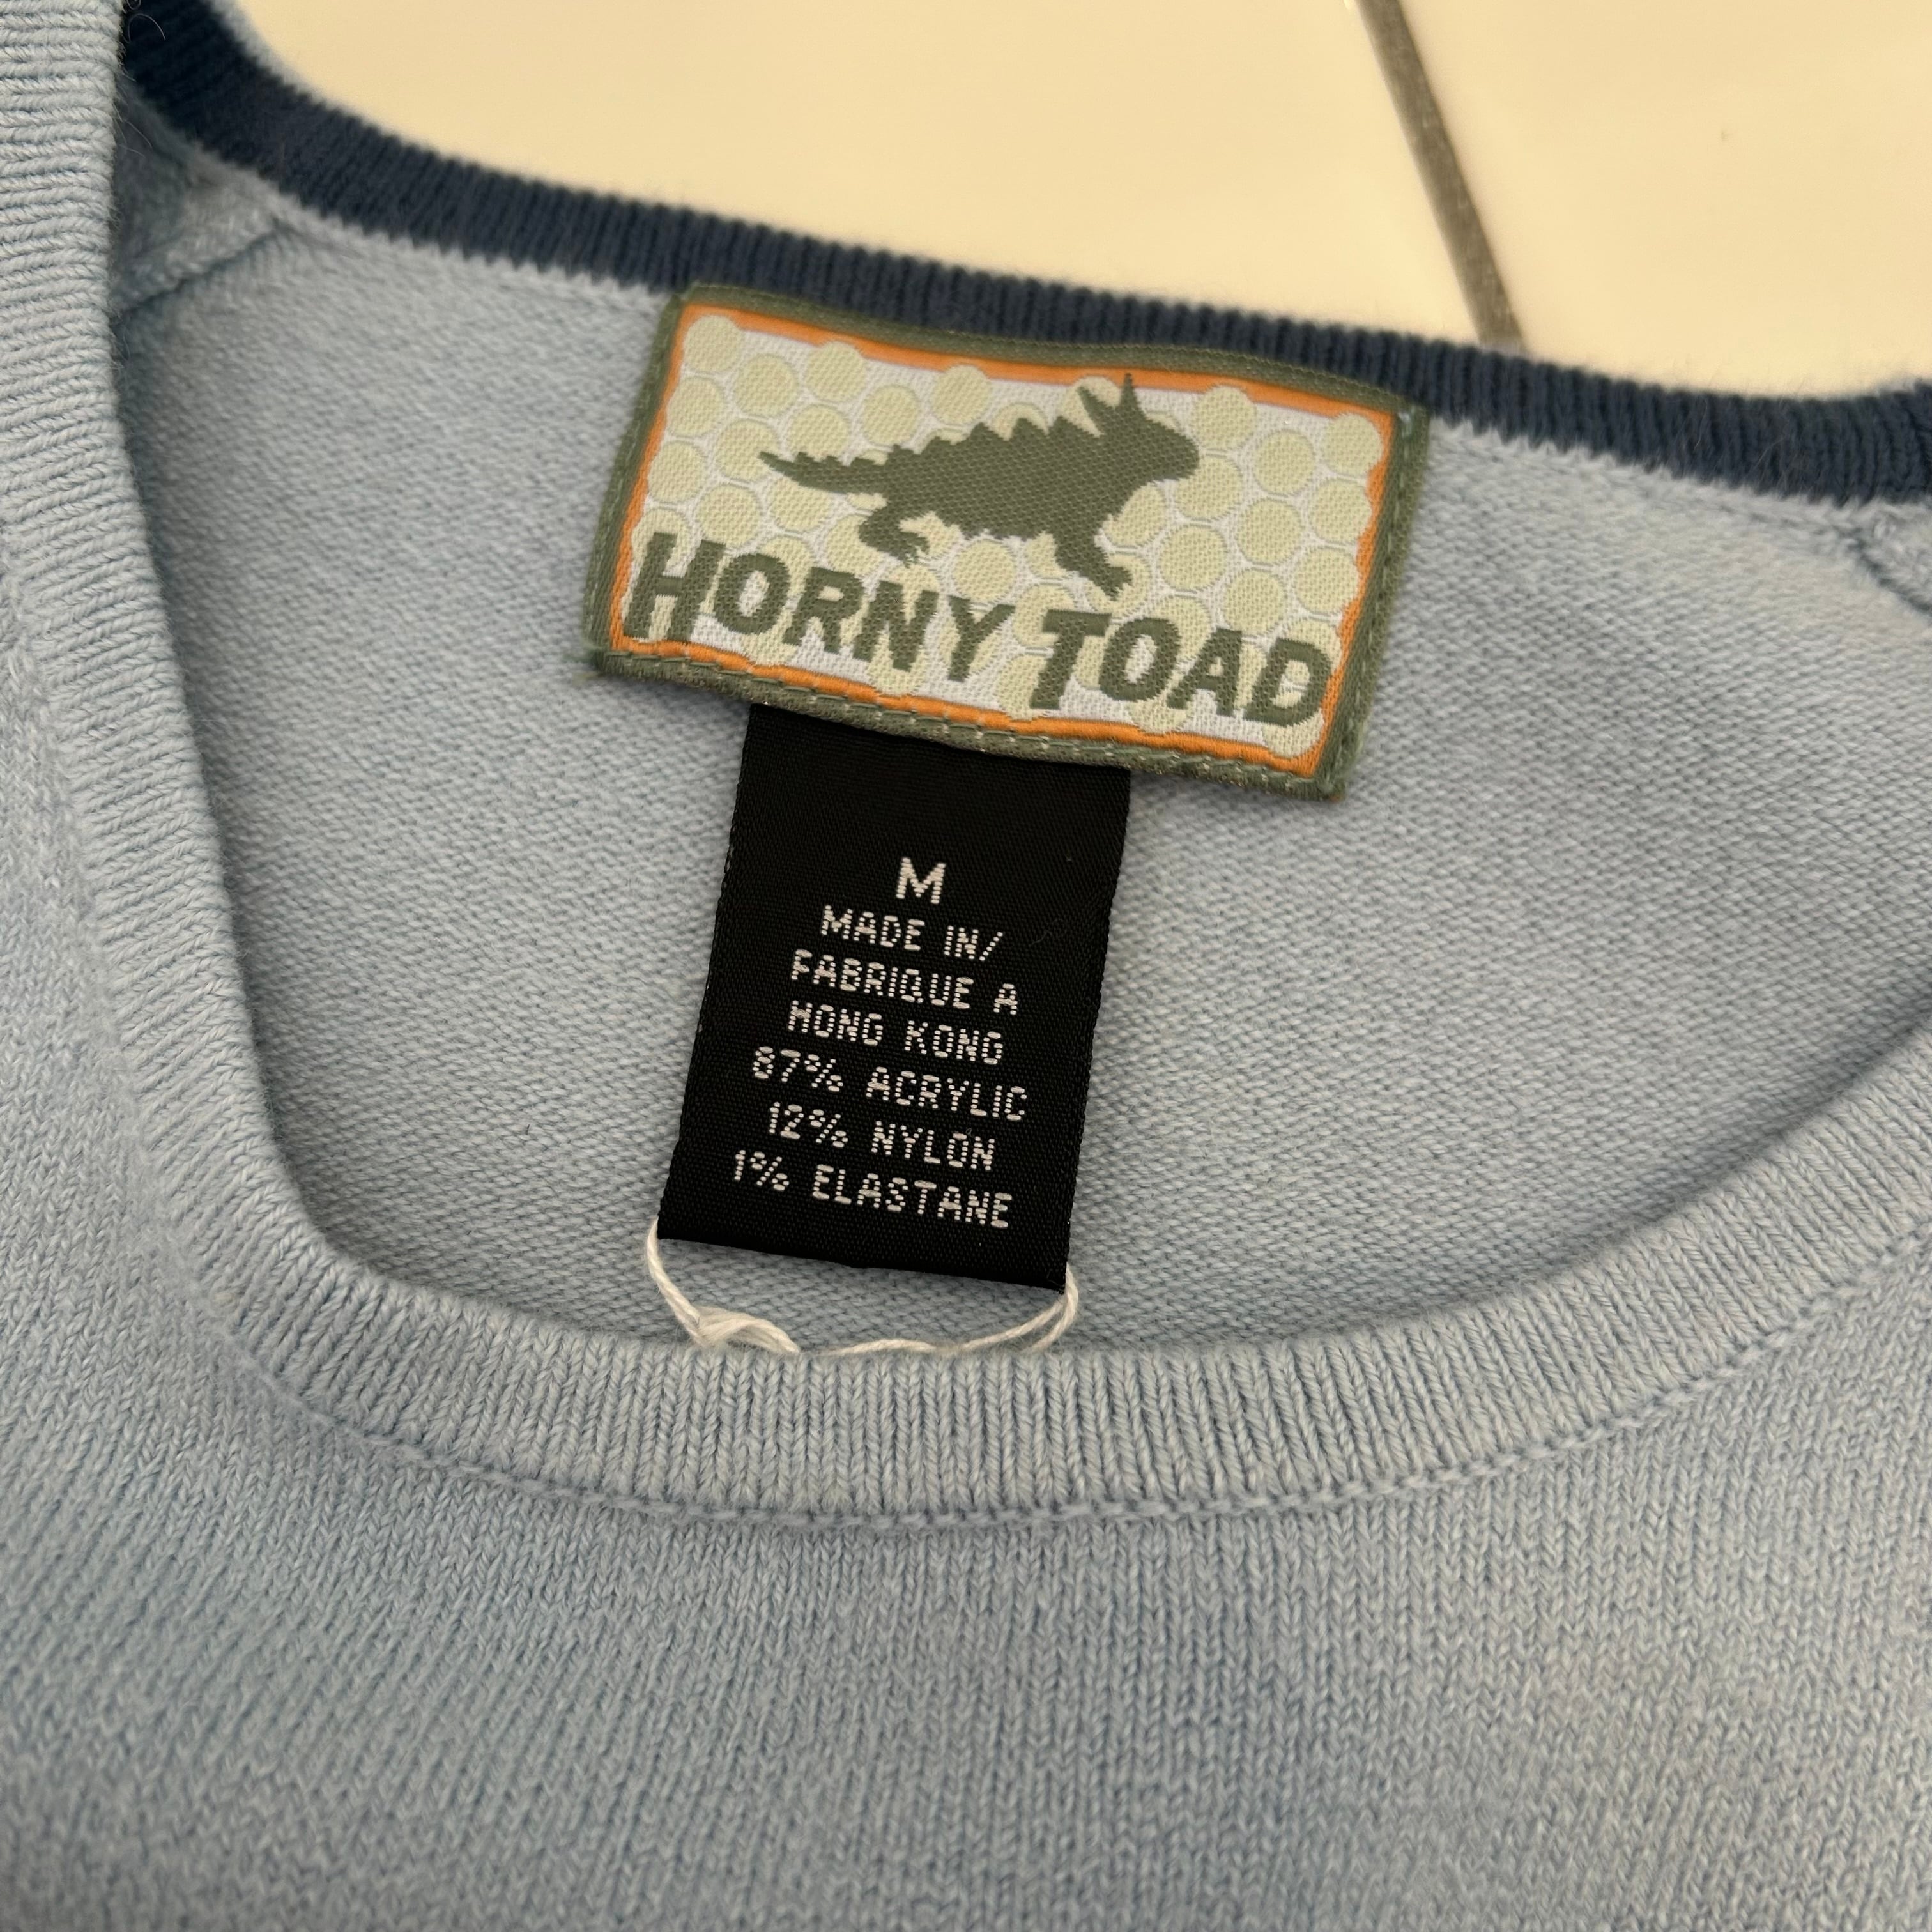 HORNY TOAD
M
MADE IN/
FABRIQUE A
HONG KONG
87% ACRYLIC
12% NYLON
1% ELASTANE